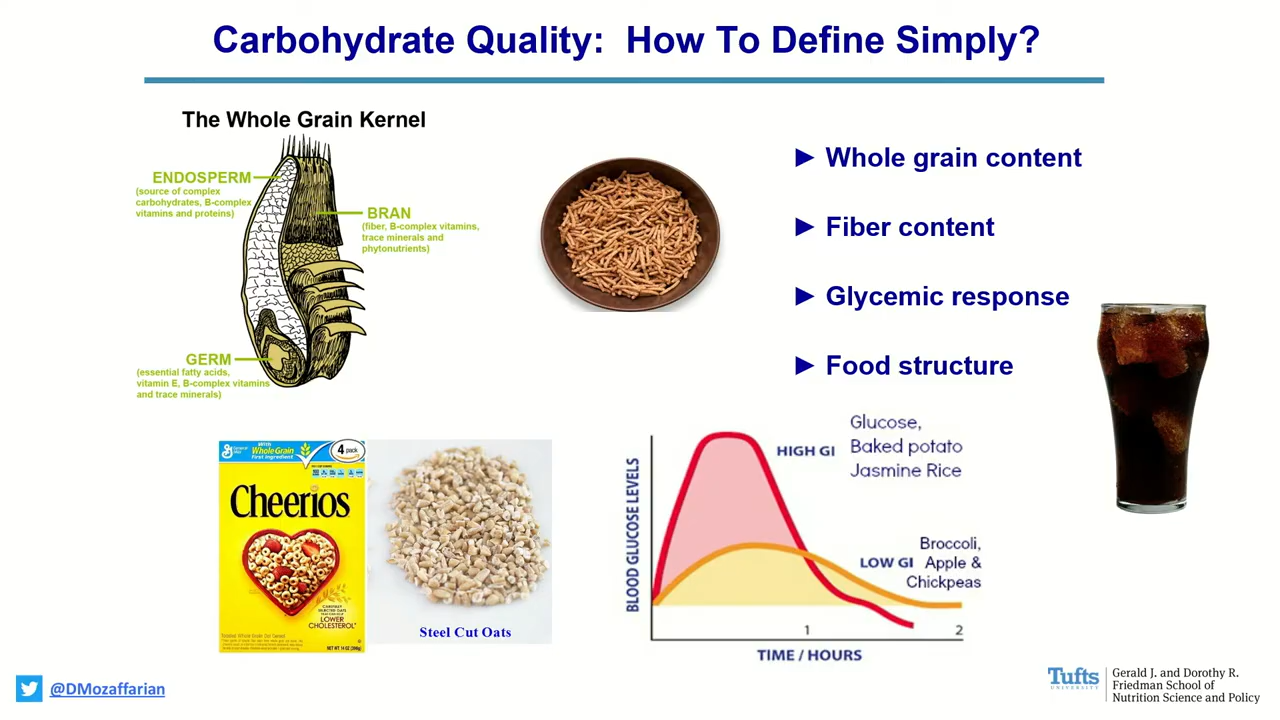 Carbohydrate Quality: How To Define Simply?
The Whole Grain Kernel
ENDOSPERM
(source of complex
carbohydrates, B-complex
vitamins and proteins)
BRAN
(fiber, B-complex vitamins,
trace minerals and
phytonutrients)
GERM
(essential fatty acids,
vitamin E, B-complex vitamins
and trace minerals)
► Whole grain content
► Fiber content
► Glycemic response
► Food structure
Whole Grain
First Ingredient
4
pack
Cheerios
LOWER
CHOLESTEROL
Steel Cut Oats
BLOOD GLUCOSE LEVELS
HIGH GI
Glucose,
Baked potato
Jasmine Rice
LOW GI
Broccoli,
Apple &
Chickpeas
1
2
TIME / HOURS
@DMozaffarian
Tufts
UNIVERSITY
Gerald J. and Dorothy R.
Friedman School of
Nutrition Science and Policy